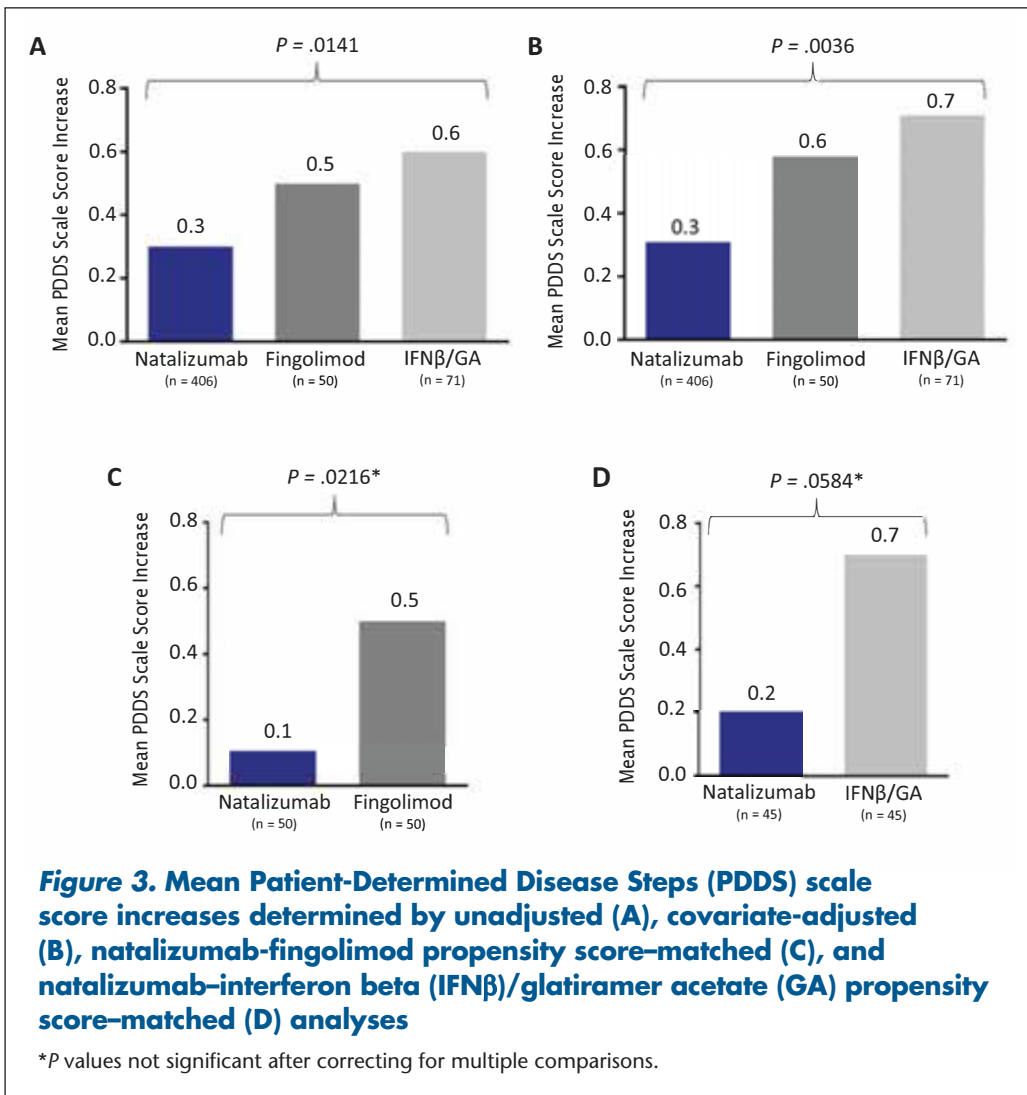 A
P = .0141
Mean PDDS Scale Score Increase
0.8
0.6
0.4
0.2
0.0
0.3
0.5
0.6
Natalizumab
(n = 406)
Fingolimod
(n = 50)
IFNβ/GA
(n = 71)
B
P = .0036
Mean PDDS Scale Score Increase
0.8
0.6
0.4
0.2
0.0
0.3
0.6
0.7
Natalizumab
(n = 406)
Fingolimod
(n = 50)
IFNβ/GA
(n = 71)
C
P = .0216*
Mean PDDS Scale Score Increase
0.8
0.6
0.4
0.2
0.0
0.1
0.5
Natalizumab
(n = 50)
Fingolimod
(n = 50)
D
P = .0584*
Mean PDDS Scale Score Increase
0.8
0.6
0.4
0.2
0.0
0.2
0.7
Natalizumab
(n = 45)
IFNβ/GA
(n = 45)
Figure 3. Mean Patient-Determined Disease Steps (PDDS) scale
score increases determined by unadjusted (A), covariate-adjusted
(B), natalizumab-fingolimod propensity score–matched (C), and
natalizumab–interferon beta (IFNβ)/glatiramer acetate (GA) propensity
score–matched (D) analyses
*P values not significant after correcting for multiple comparisons.